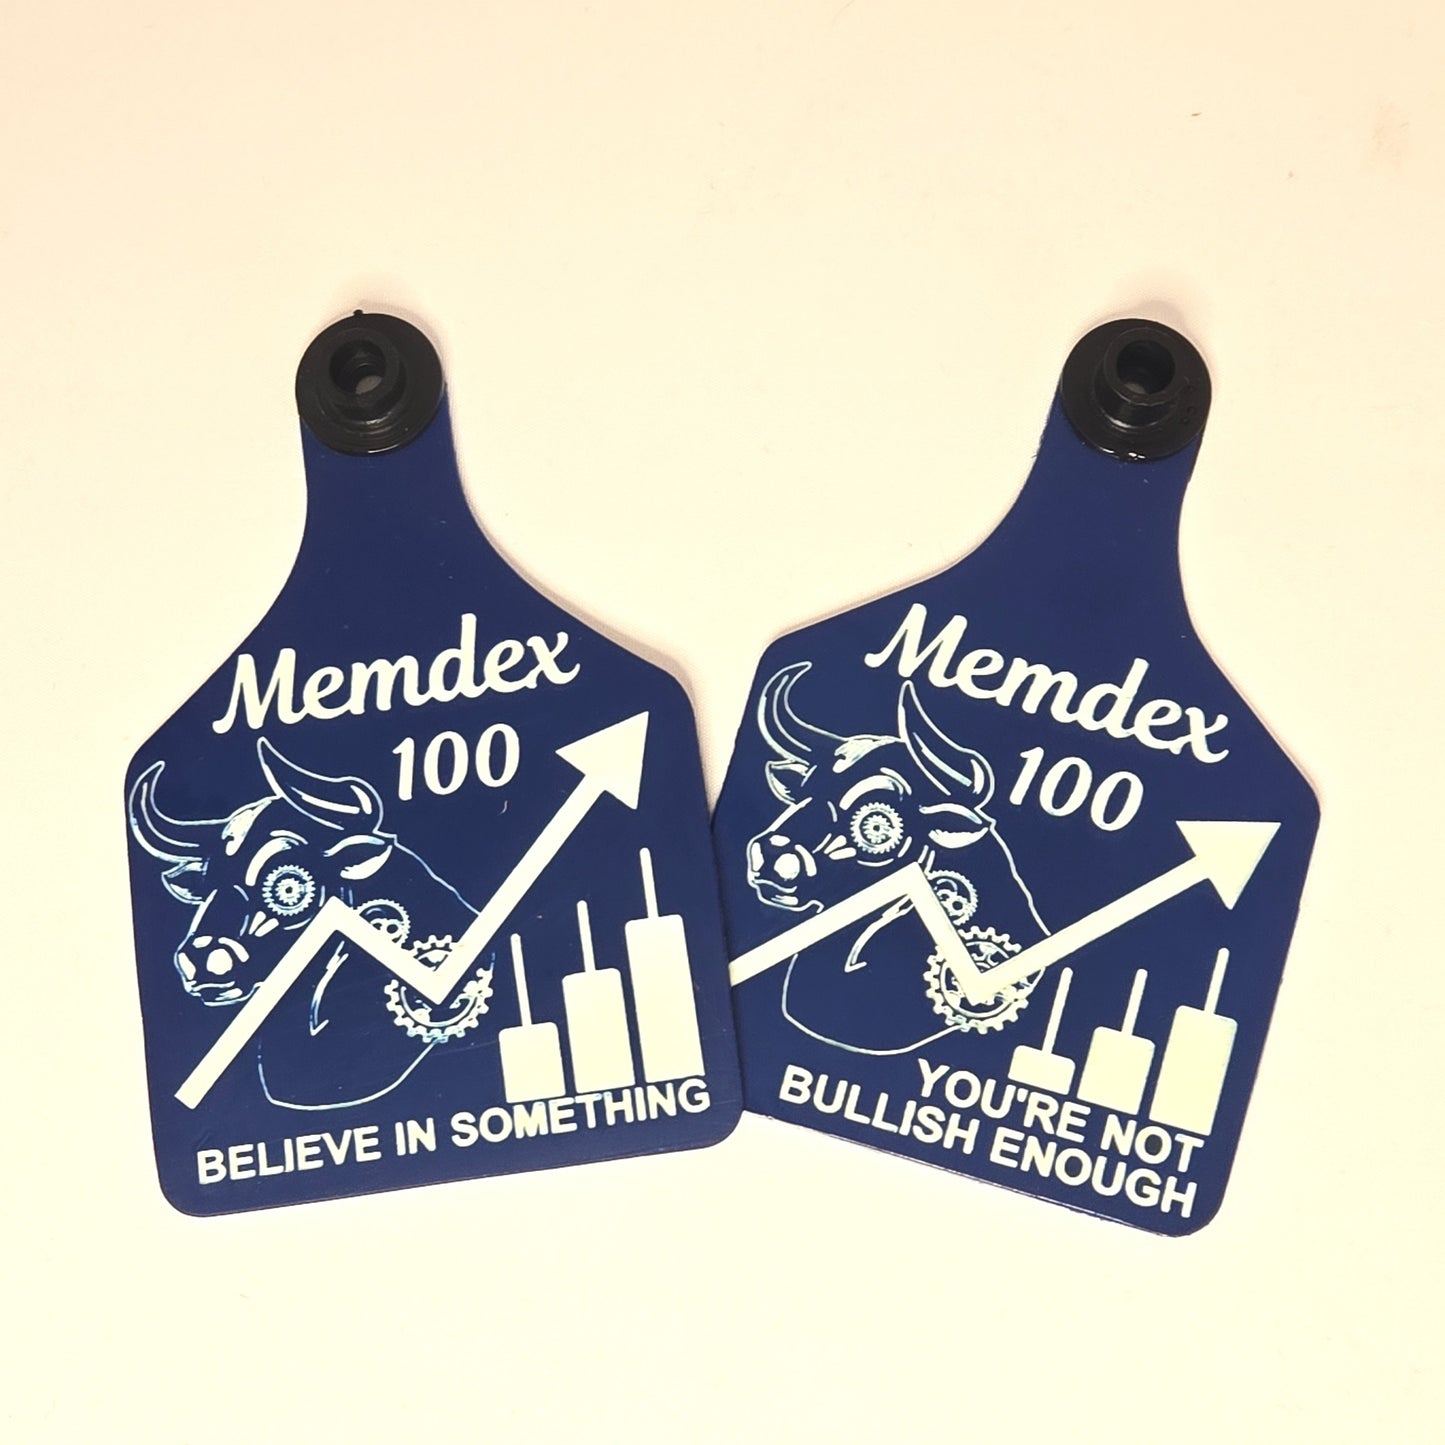 Memdex
100
BELIEVE IN SOMETHING
Memdex
100
YOU'RE NOT
BULLISH ENOUGH